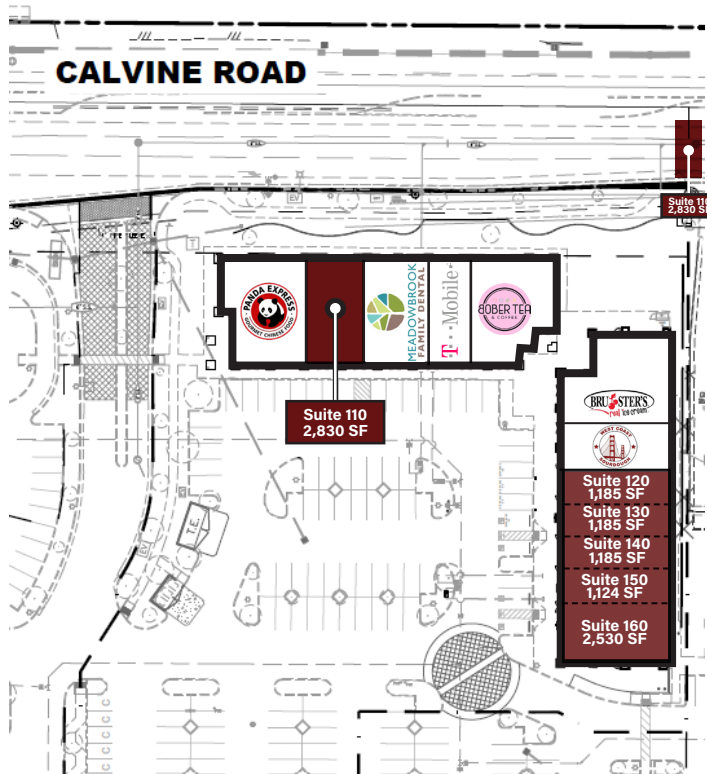 CALVINE ROAD
Suite 110
2,830 SF
EV
T
PANDA EXPRESS
GOURMET CHINESE FOOD
MEADOWBROOK
FAMILY DENTAL
T Mobile
BOBER TEA
& COFFEE
Suite 110
2,830 SF
BRUSTER'S
real ice cream
WEST COAST
SOURDOUGH
Suite 120
1,185 SF
Suite 130
1,185 SF
Suite 140
1,185 SF
Suite 150
1,124 SF
Suite 160
2,530 SF
T.E.
EV